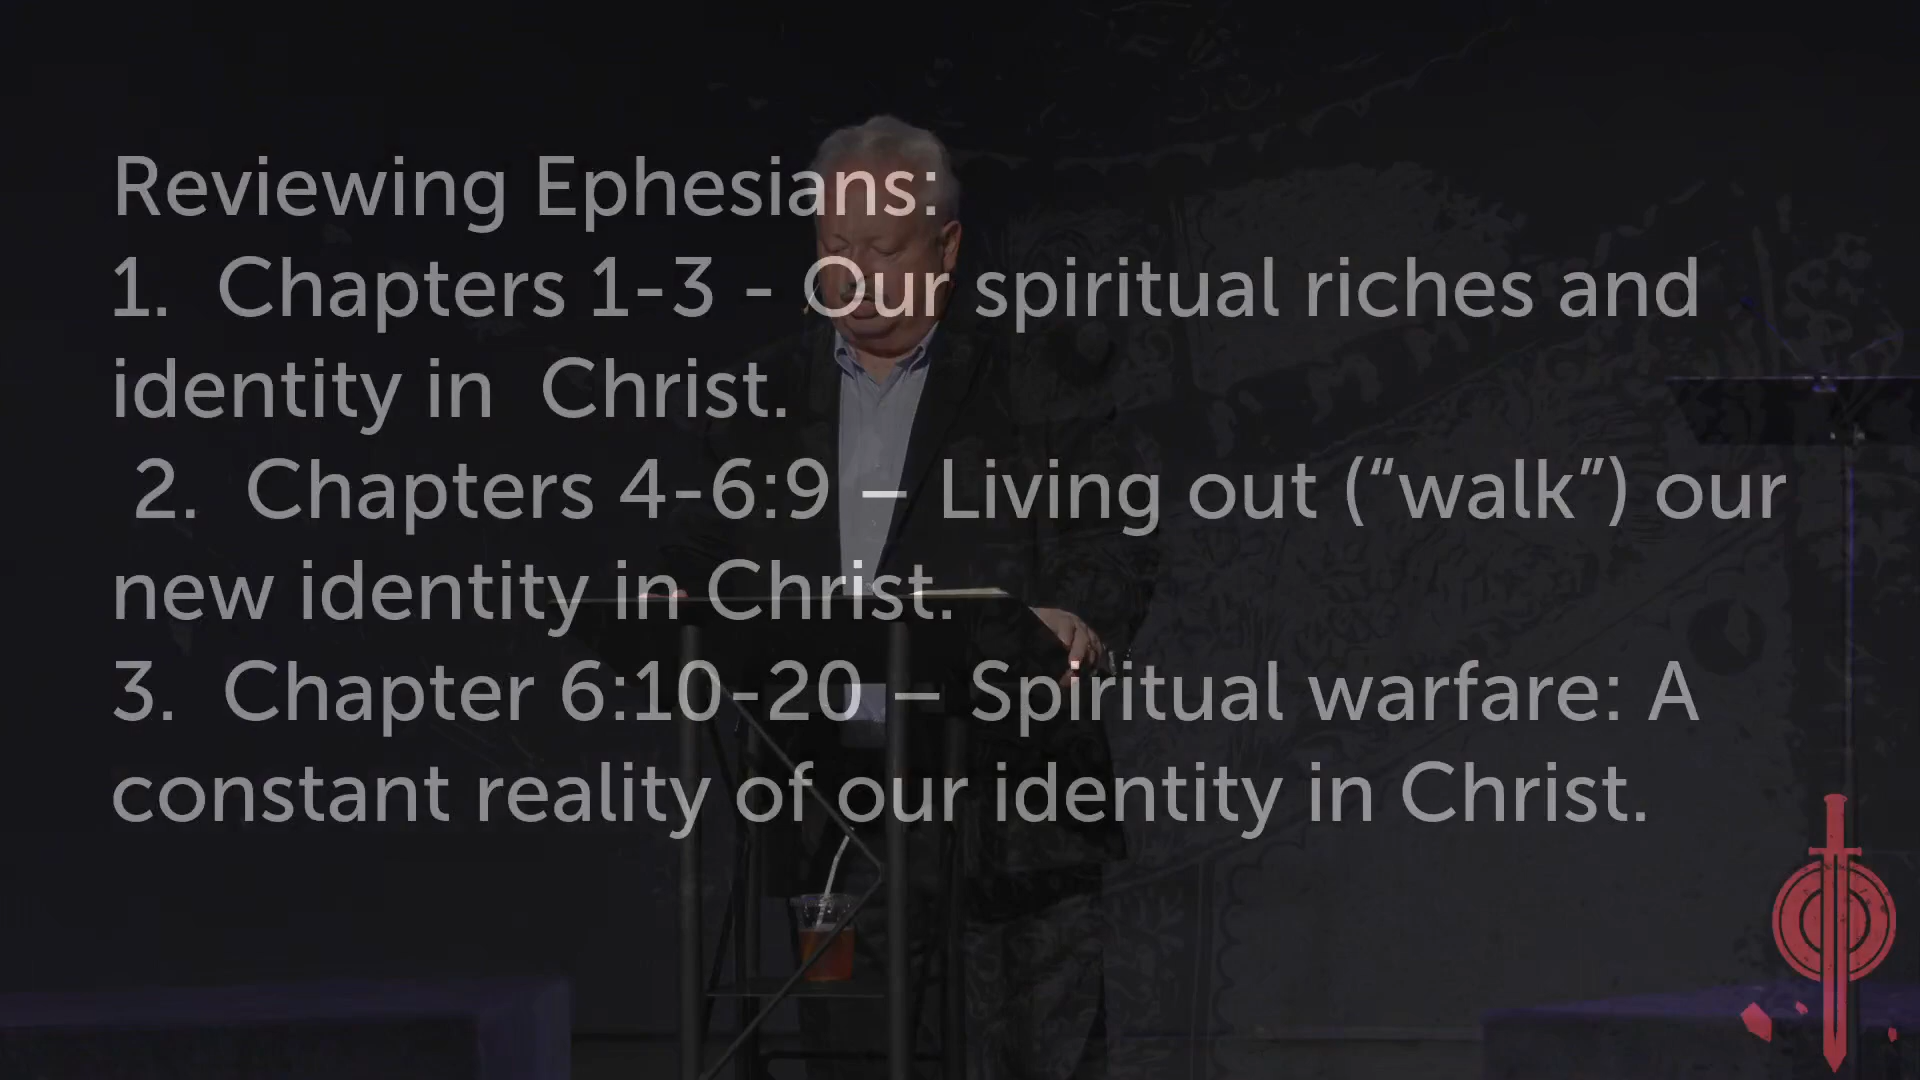 Reviewing Ephesians:
1.  Chapters 1-3 - Our spiritual riches and
identity in  Christ.
2.  Chapters 4-6:9 – Living out (“walk”) our
new identity in Christ.
3.  Chapter 6:10-20 – Spiritual warfare: A
constant reality of our identity in Christ.